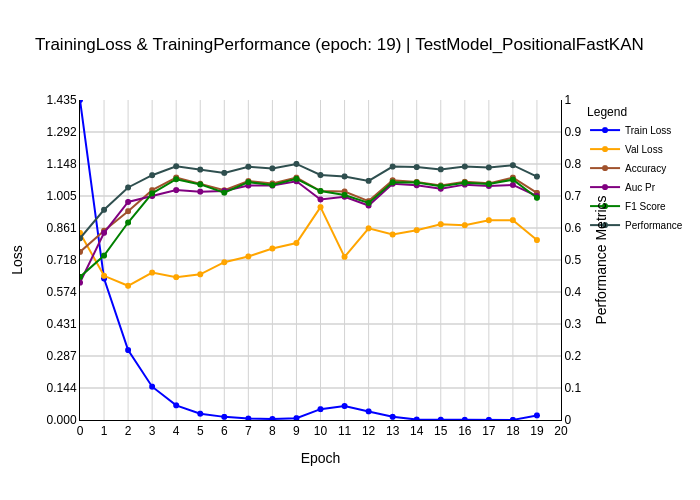 TrainingLoss & TrainingPerformance (epoch: 19) | TestModel_PositionalFastKAN
1.435
1.292
1.148
1.005
0.861
0.718
0.574
0.431
0.287
0.144
0.000
Loss
0 1 2 3 4 5 6 7 8 9 10 11 12 13 14 15 16 17 18 19 20
Epoch
1
0.9
0.8
0.7
0.6
0.5
0.4
0.3
0.2
0.1
0
Performance Metrics
Legend
Train Loss
Val Loss
Accuracy
Auc Pr
F1 Score
Performance